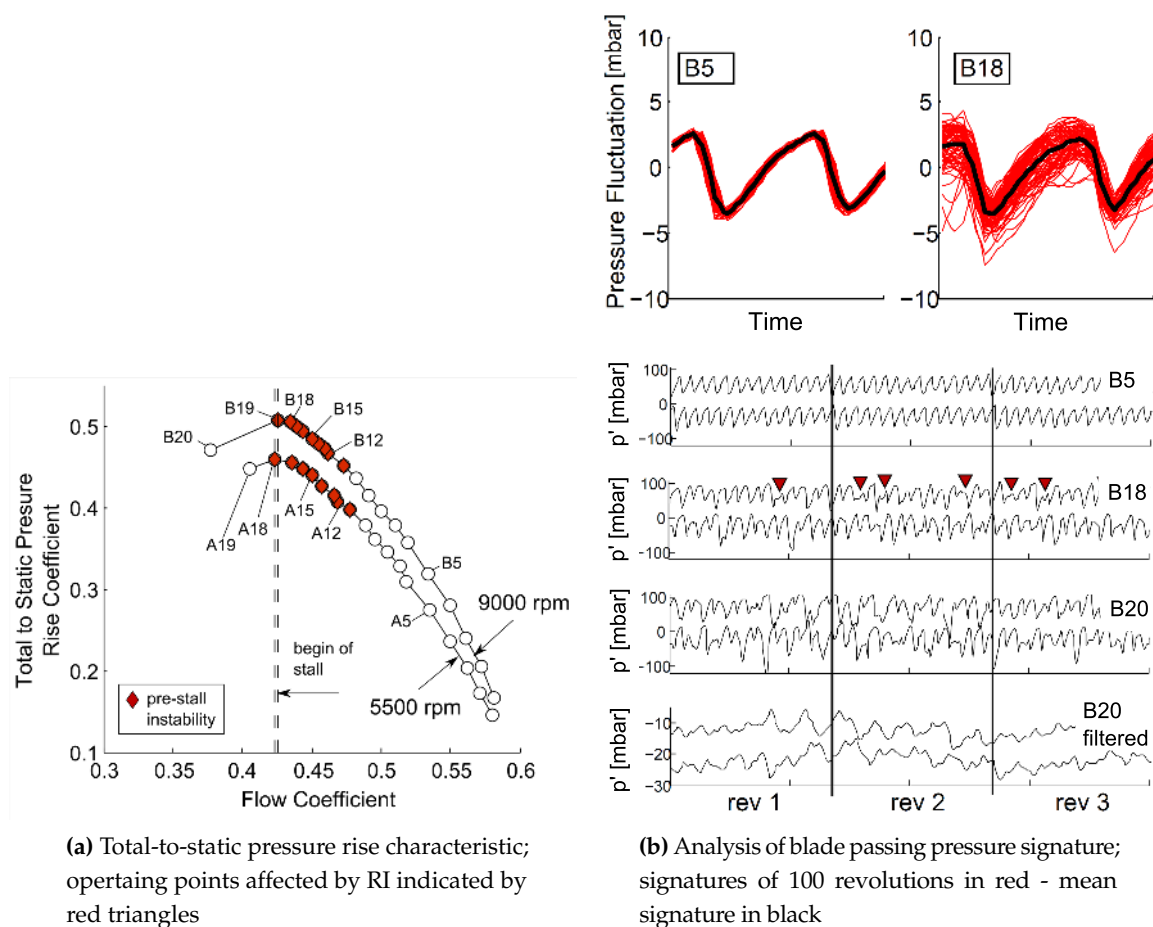 10
5
0
−5
−10
Pressure Fluctuation [mbar]
B5
Time
10
5
0
−5
−10
B18
Time
0.5
0.4
0.3
0.2
0.1
0.3
0.4
0.45
0.5
0.55
0.6
Total to Static Pressure
Rise Coefficient
Flow Coefficient
B20
B19
B18
B15
B12
B5
A19
A18
A15
A12
A5
9000 rpm
5500 rpm
begin of
stall
pre-stall
instability
p' [mbar]
100
0
−100
B5
p' [mbar]
100
0
-100
B18
p' [mbar]
100
0
-100
B20
p' [mbar]
−10
−20
−30
B20
filtered
rev 1
rev 2
rev 3
(a) Total-to-static pressure rise characteristic;
opertaing points affected by RI indicated by
red triangles
(b) Analysis of blade passing pressure signature;
signatures of 100 revolutions in red - mean
signature in black